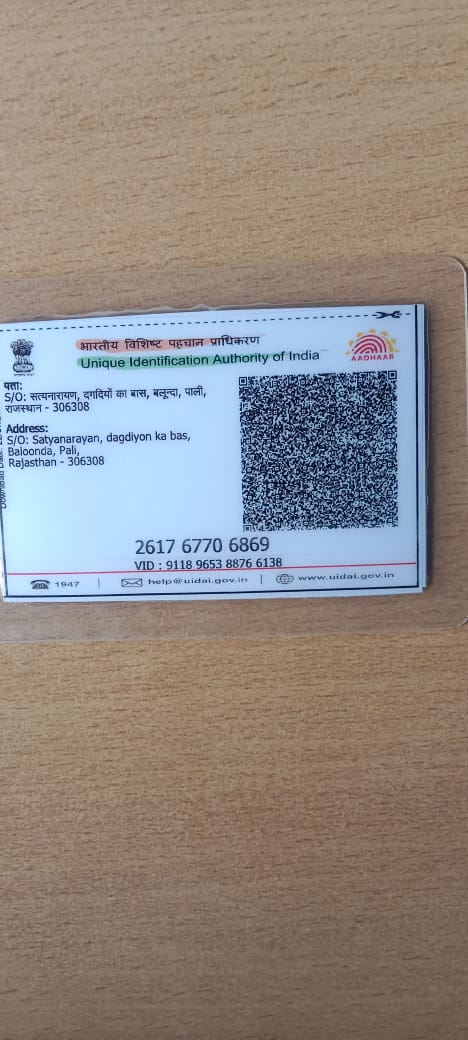 भारतीय विशिष्ट पहचान प्राधिकरण
Unique Identification Authority of India
AADHAAR
पता:
S/O: सत्यनारायण, दगदियों का बास, बलून्दा, पाली,
राजस्थान - 306308
Address:
S/O: Satyanarayan, dagdiyon ka bas,
Baloonda, Pali,
Rajasthan - 306308
2617 6770 6869
VID : 9118 9653 8876 6138
1947 | help@uidai.gov.in | www.uidai.gov.in